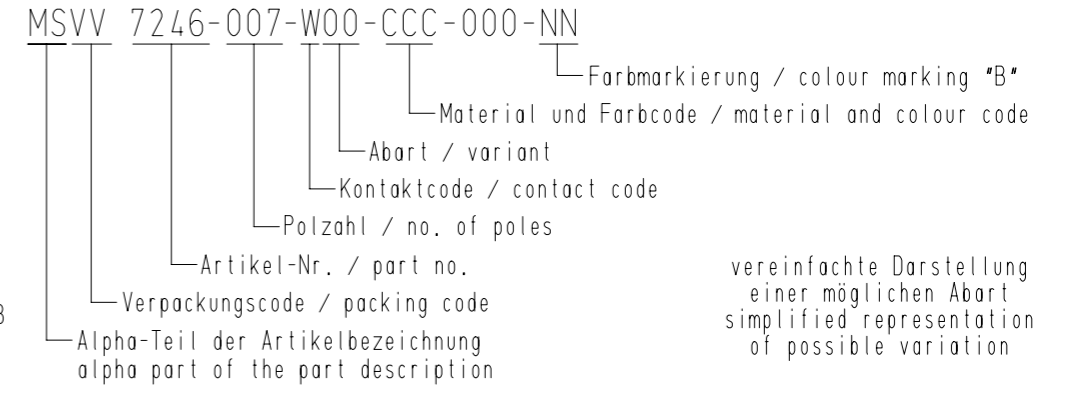 MSVV 7246-007-W00-CCC-000-NN
Farbmarkierung / colour marking "B"
Material und Farbcode / material and colour code
Abart / variant
Kontaktcode / contact code
Polzahl / no. of poles
Artikel-Nr. / part no.
Verpackungscode / packing code
Alpha-Teil der Artikelbezeichnung
alpha part of the part description
vereinfachte Darstellung
einer möglichen Abart
simplified representation
of possible variation